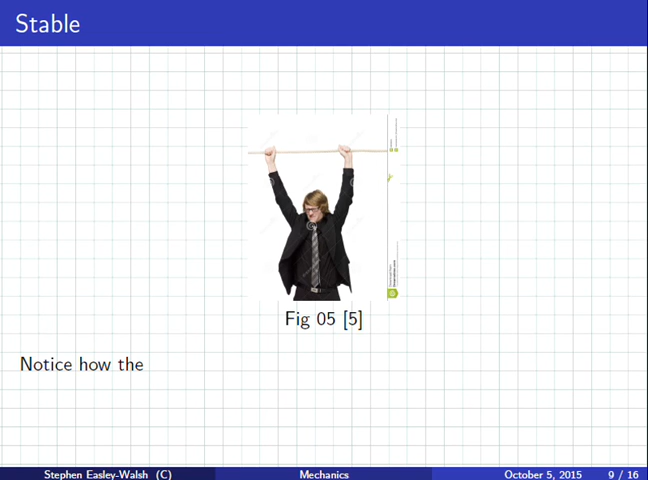 Stable
Fig 05 [5]
Notice how the
Stephen Easley-Walsh (C)
Mechanics
October 5, 2015
9 / 16